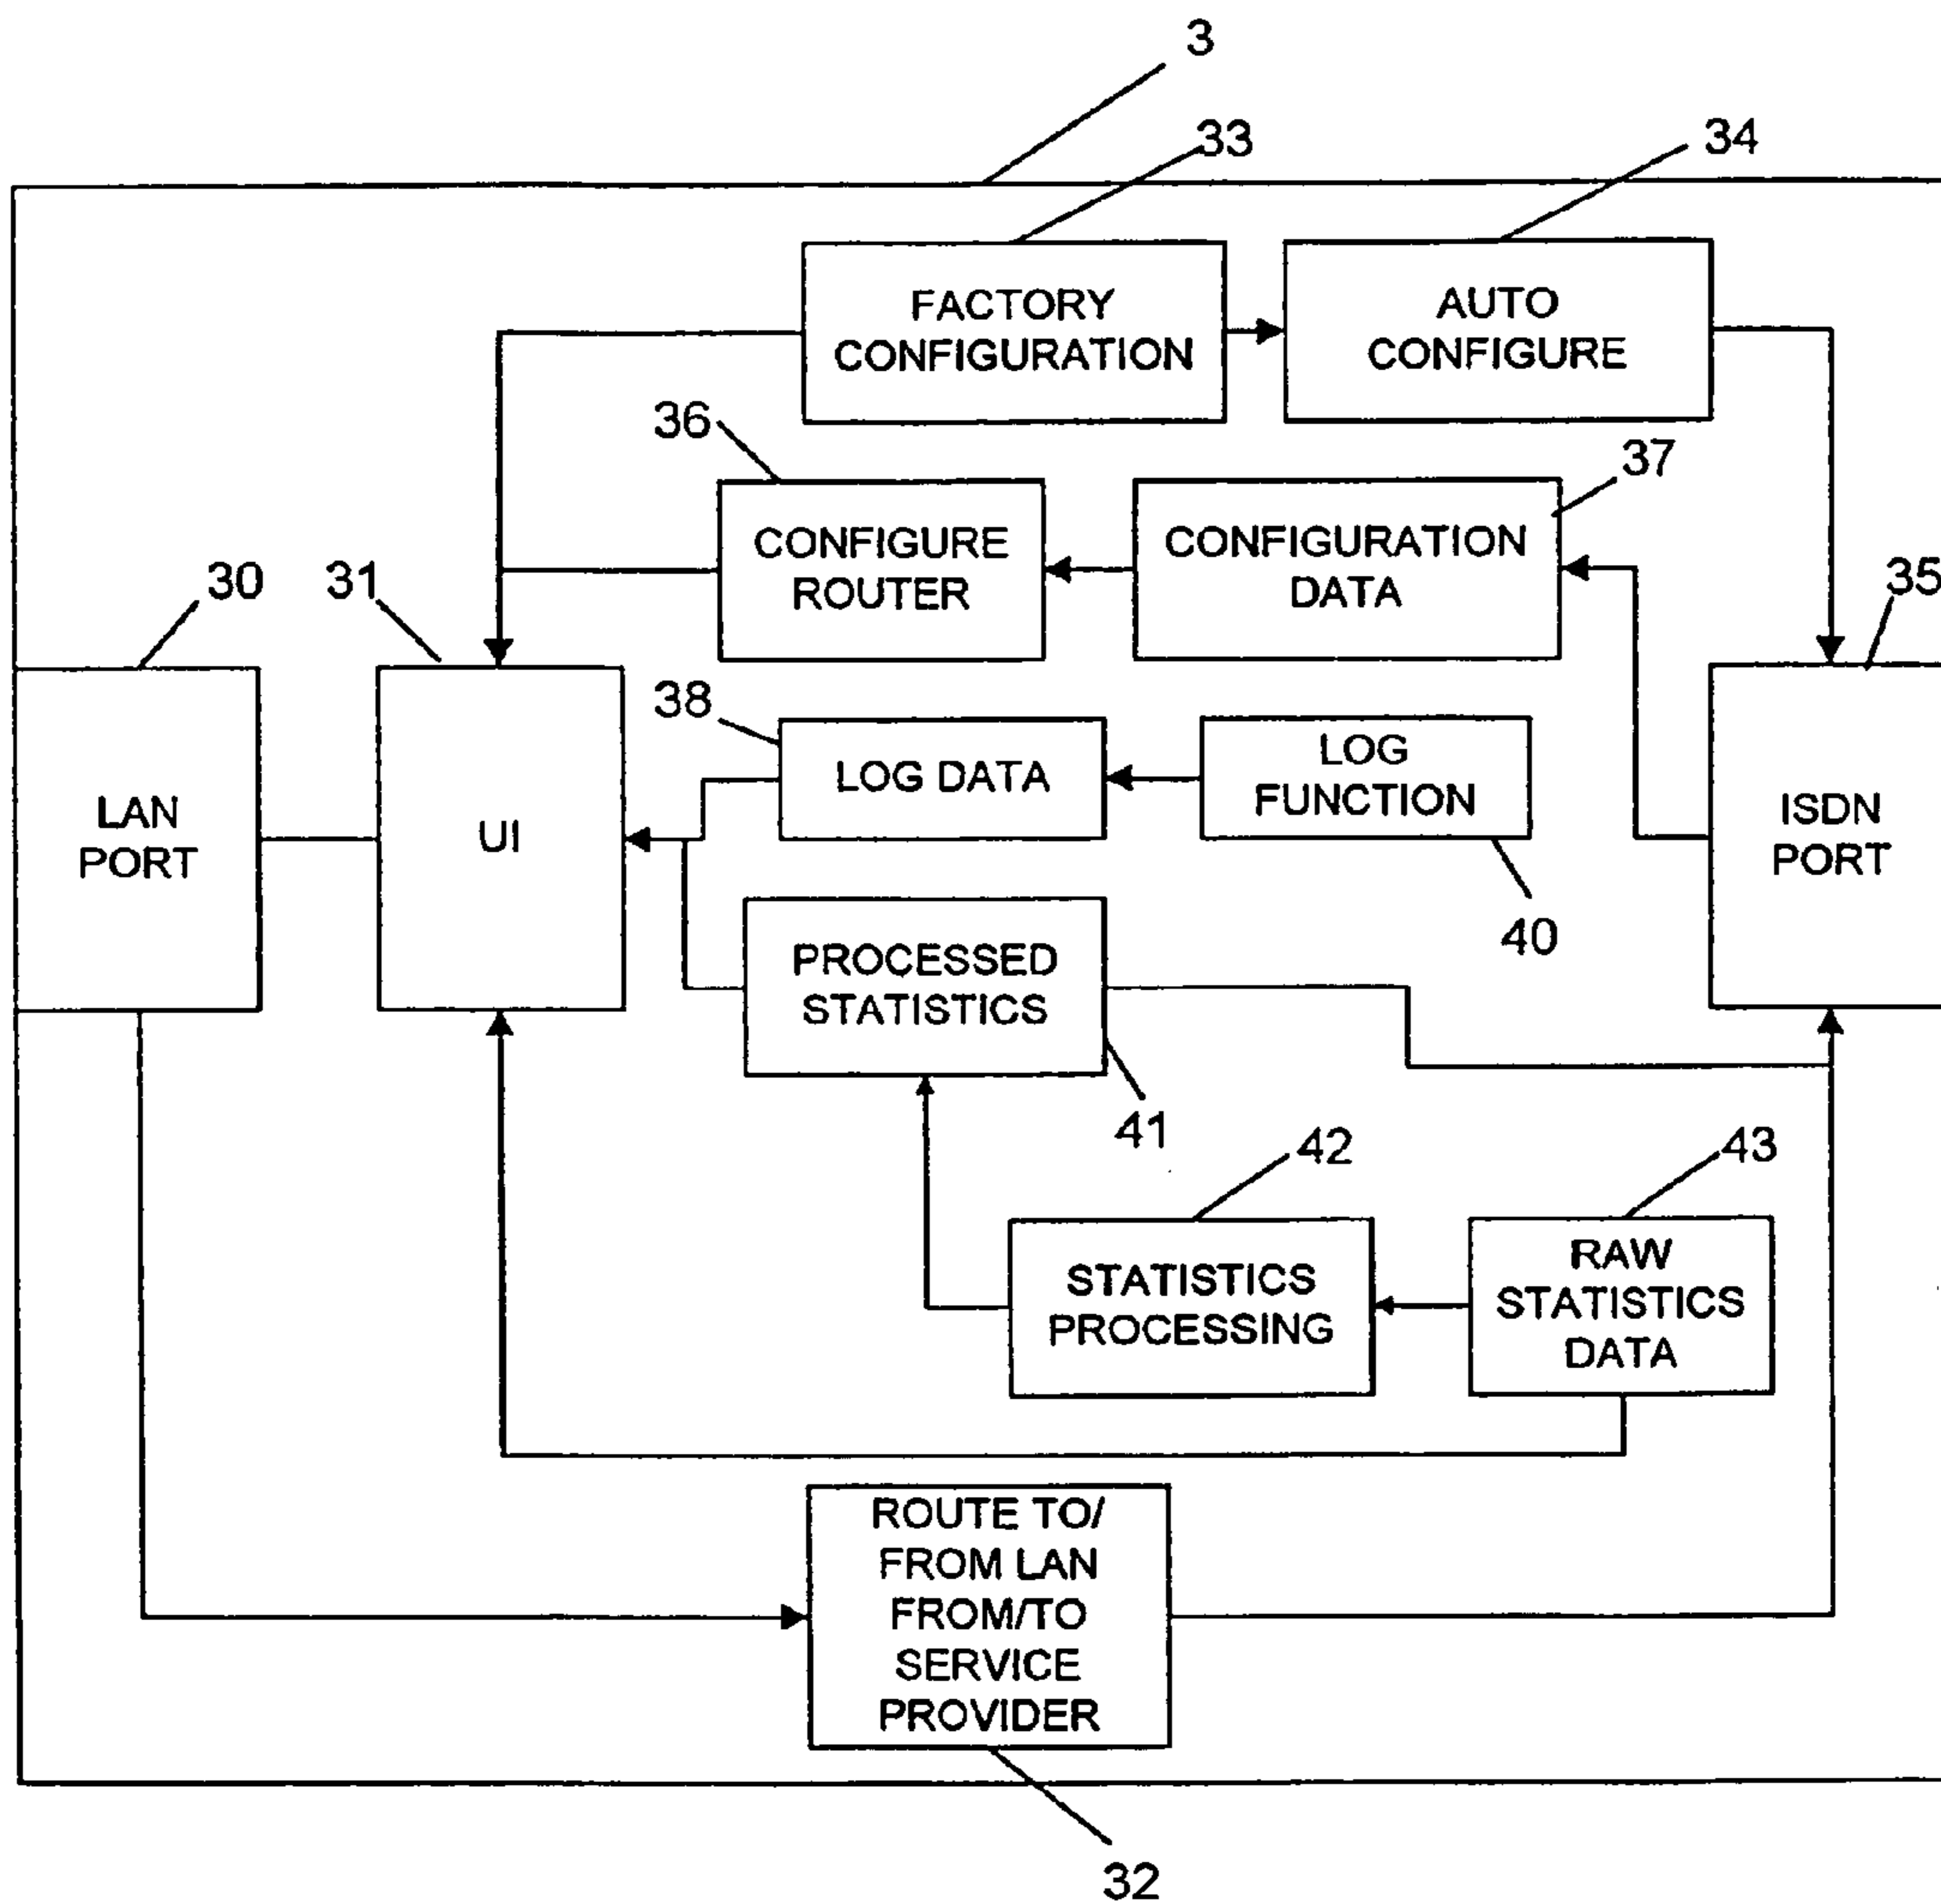 3
33
34
FACTORY
CONFIGURATION
AUTO
CONFIGURE
36
37
CONFIGURE
ROUTER
CONFIGURATION
DATA
30
31
35
38
LOG DATA
LOG
FUNCTION
LAN
PORT
UI
ISDN
PORT
40
PROCESSED
STATISTICS
41
42
43
STATISTICS
PROCESSING
RAW
STATISTICS
DATA
ROUTE TO/
FROM LAN
FROM/TO
SERVICE
PROVIDER
32